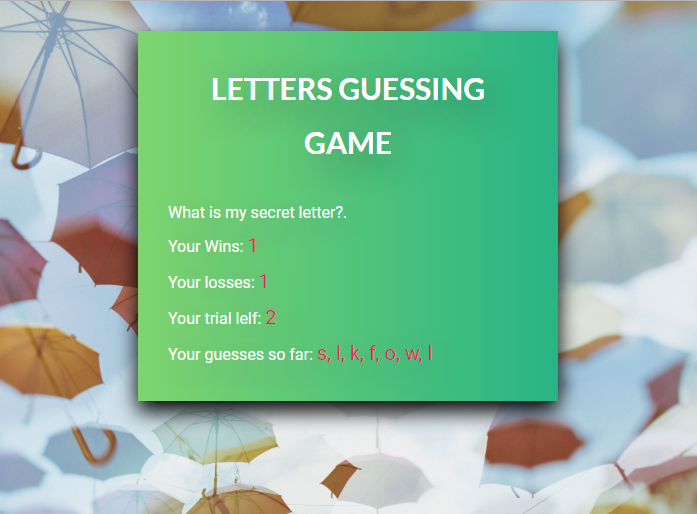 LETTERS GUESSING
GAME
What is my secret letter?.
Your Wins: 1
Your losses: 1
Your trial lelf: 2
Your guesses so far: s, l, k, f, o, w, l